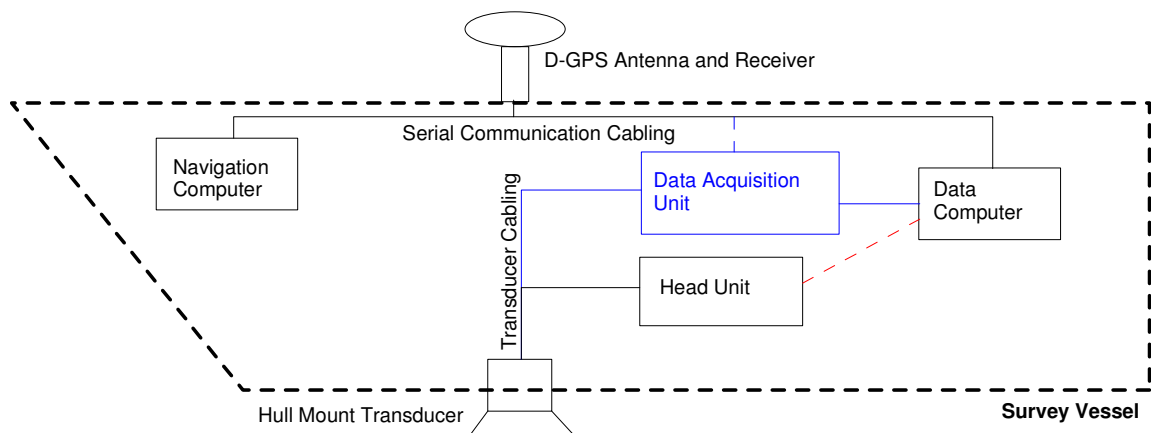 D-GPS Antenna and Receiver
Serial Communication Cabling
Navigation
Computer
Data Acquisition
Unit
Data
Computer
Transducer Cabling
Head Unit
Hull Mount Transducer
Survey Vessel